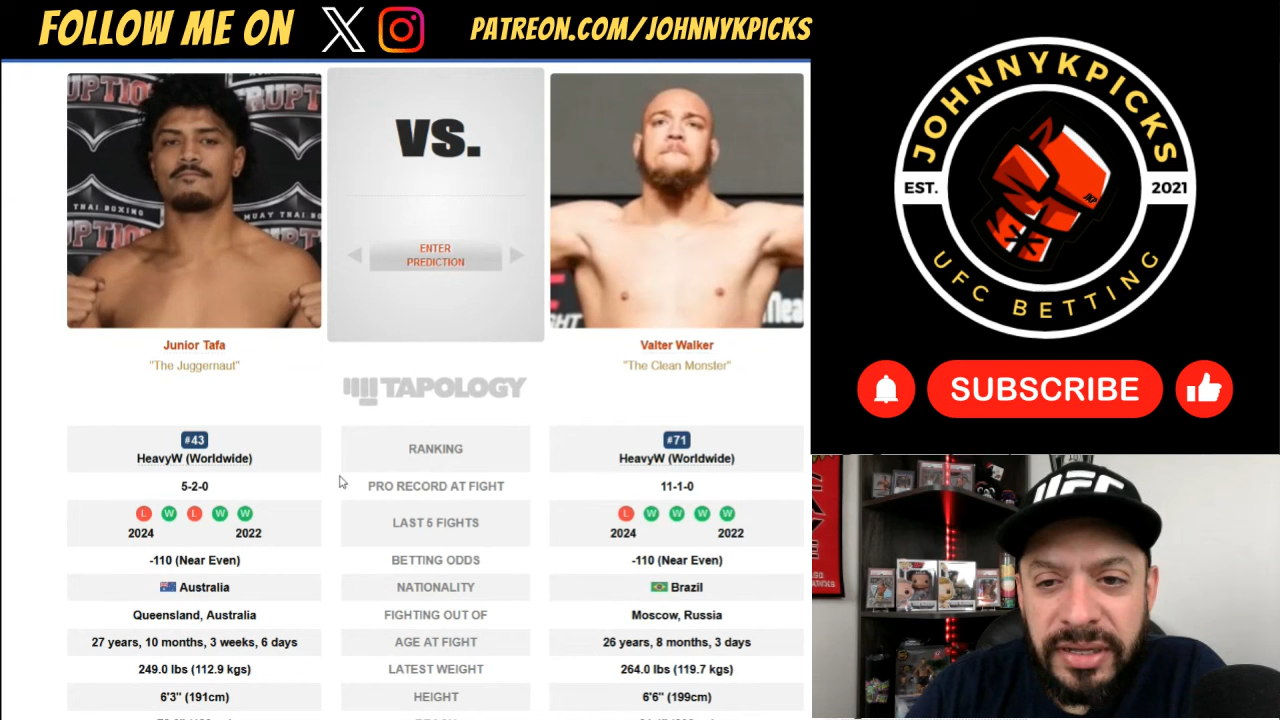 FOLLOW ME ON
PATREON.COM/JOHNNYKPICKS
VS.
ENTER
PREDICTION
Junior Tafa
"The Juggernaut"
Valter Walker
"The Clean Monster"
TAPOLOGY
#43
HeavyW (Worldwide)
RANKING
#71
HeavyW (Worldwide)
5-2-0
PRO RECORD AT FIGHT
11-1-0
L W L W W
2024 2022
LAST 5 FIGHTS
L W W W W
2024 2022
-110 (Near Even)
BETTING ODDS
-110 (Near Even)
Australia
NATIONALITY
Brazil
Queensland, Australia
FIGHTING OUT OF
Moscow, Russia
27 years, 10 months, 3 weeks, 6 days
AGE AT FIGHT
26 years, 8 months, 3 days
249.0 lbs (112.9 kgs)
LATEST WEIGHT
264.0 lbs (119.7 kgs)
6'3" (191cm)
HEIGHT
6'6" (199cm)
JOHNNYKPICKS
EST.
2021
JKP
UFC BETTING
SUBSCRIBE
UFC
THAI BOXING
MUAY THAI